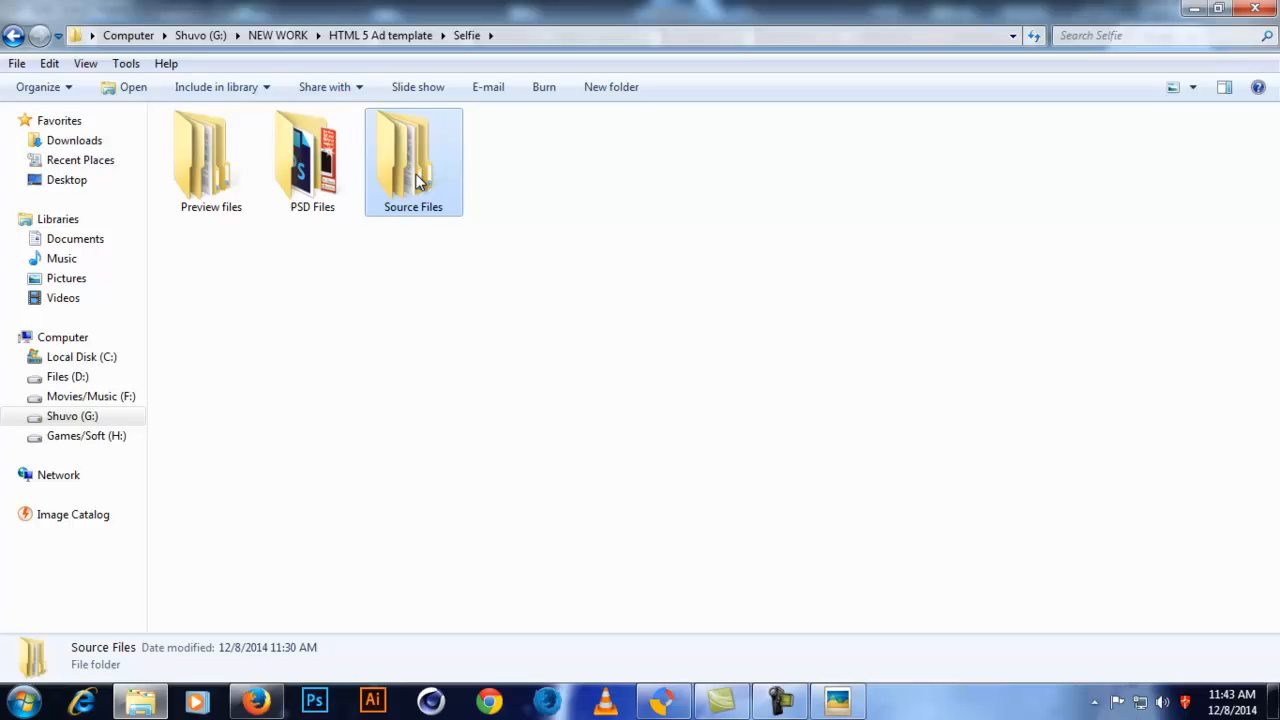 Computer Shuvo (G:) NEW WORK HTML 5 Ad template Selfie Search Selfie
File Edit View Tools Help
Organize Open Include in library Share with Slide show E-mail Burn New folder
Favorites
Downloads
Recent Places
Desktop
Libraries
Documents
Music
Pictures
Videos
Computer
Local Disk (C:)
Files (D:)
Movies/Music (F:)
Shuvo (G:)
Games/Soft (H:)
Network
Image Catalog
Preview files PSD Files Source Files
Source Files Date modified: 12/8/2014 11:30 AM
File folder
Ps Ai
11:43 AM
12/8/2014